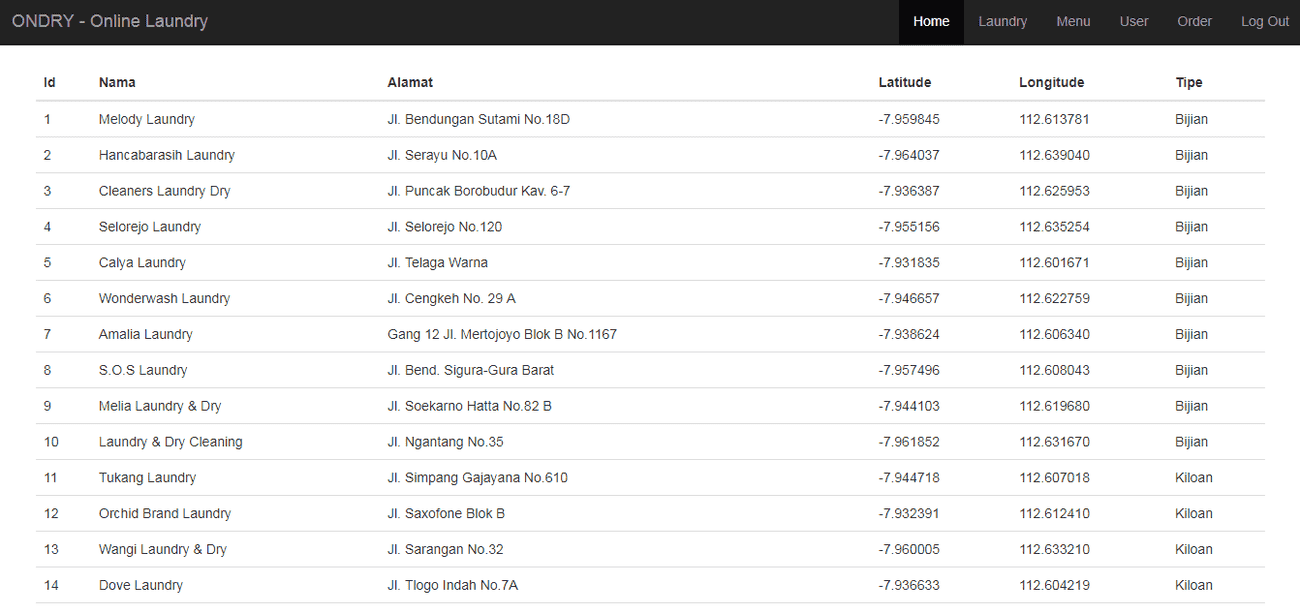 ONDRY - Online Laundry Home Laundry Menu User Order Log Out
Id Nama Alamat Latitude Longitude Tipe
1 Melody Laundry Jl. Bendungan Sutami No.18D -7.959845 112.613781 Bijian
2 Hancabarasih Laundry Jl. Serayu No.10A -7.964037 112.639040 Bijian
3 Cleaners Laundry Dry Jl. Puncak Borobudur Kav. 6-7 -7.936387 112.625953 Bijian
4 Selorejo Laundry Jl. Selorejo No.120 -7.955156 112.635254 Bijian
5 Calya Laundry Jl. Telaga Warna -7.931835 112.601671 Bijian
6 Wonderwash Laundry Jl. Cengkeh No. 29 A -7.946657 112.622759 Bijian
7 Amalia Laundry Gang 12 Jl. Mertojoyo Blok B No.1167 -7.938624 112.606340 Bijian
8 S.O.S Laundry Jl. Bend. Sigura-Gura Barat -7.957496 112.608043 Bijian
9 Melia Laundry & Dry Jl. Soekarno Hatta No.82 B -7.944103 112.619680 Bijian
10 Laundry & Dry Cleaning Jl. Ngantang No.35 -7.961852 112.631670 Bijian
11 Tukang Laundry Jl. Simpang Gajayana No.610 -7.944718 112.607018 Kiloan
12 Orchid Brand Laundry Jl. Saxofone Blok B -7.932391 112.612410 Kiloan
13 Wangi Laundry & Dry Jl. Sarangan No.32 -7.960005 112.633210 Kiloan
14 Dove Laundry Jl. Tlogo Indah No.7A -7.936633 112.604219 Kiloan